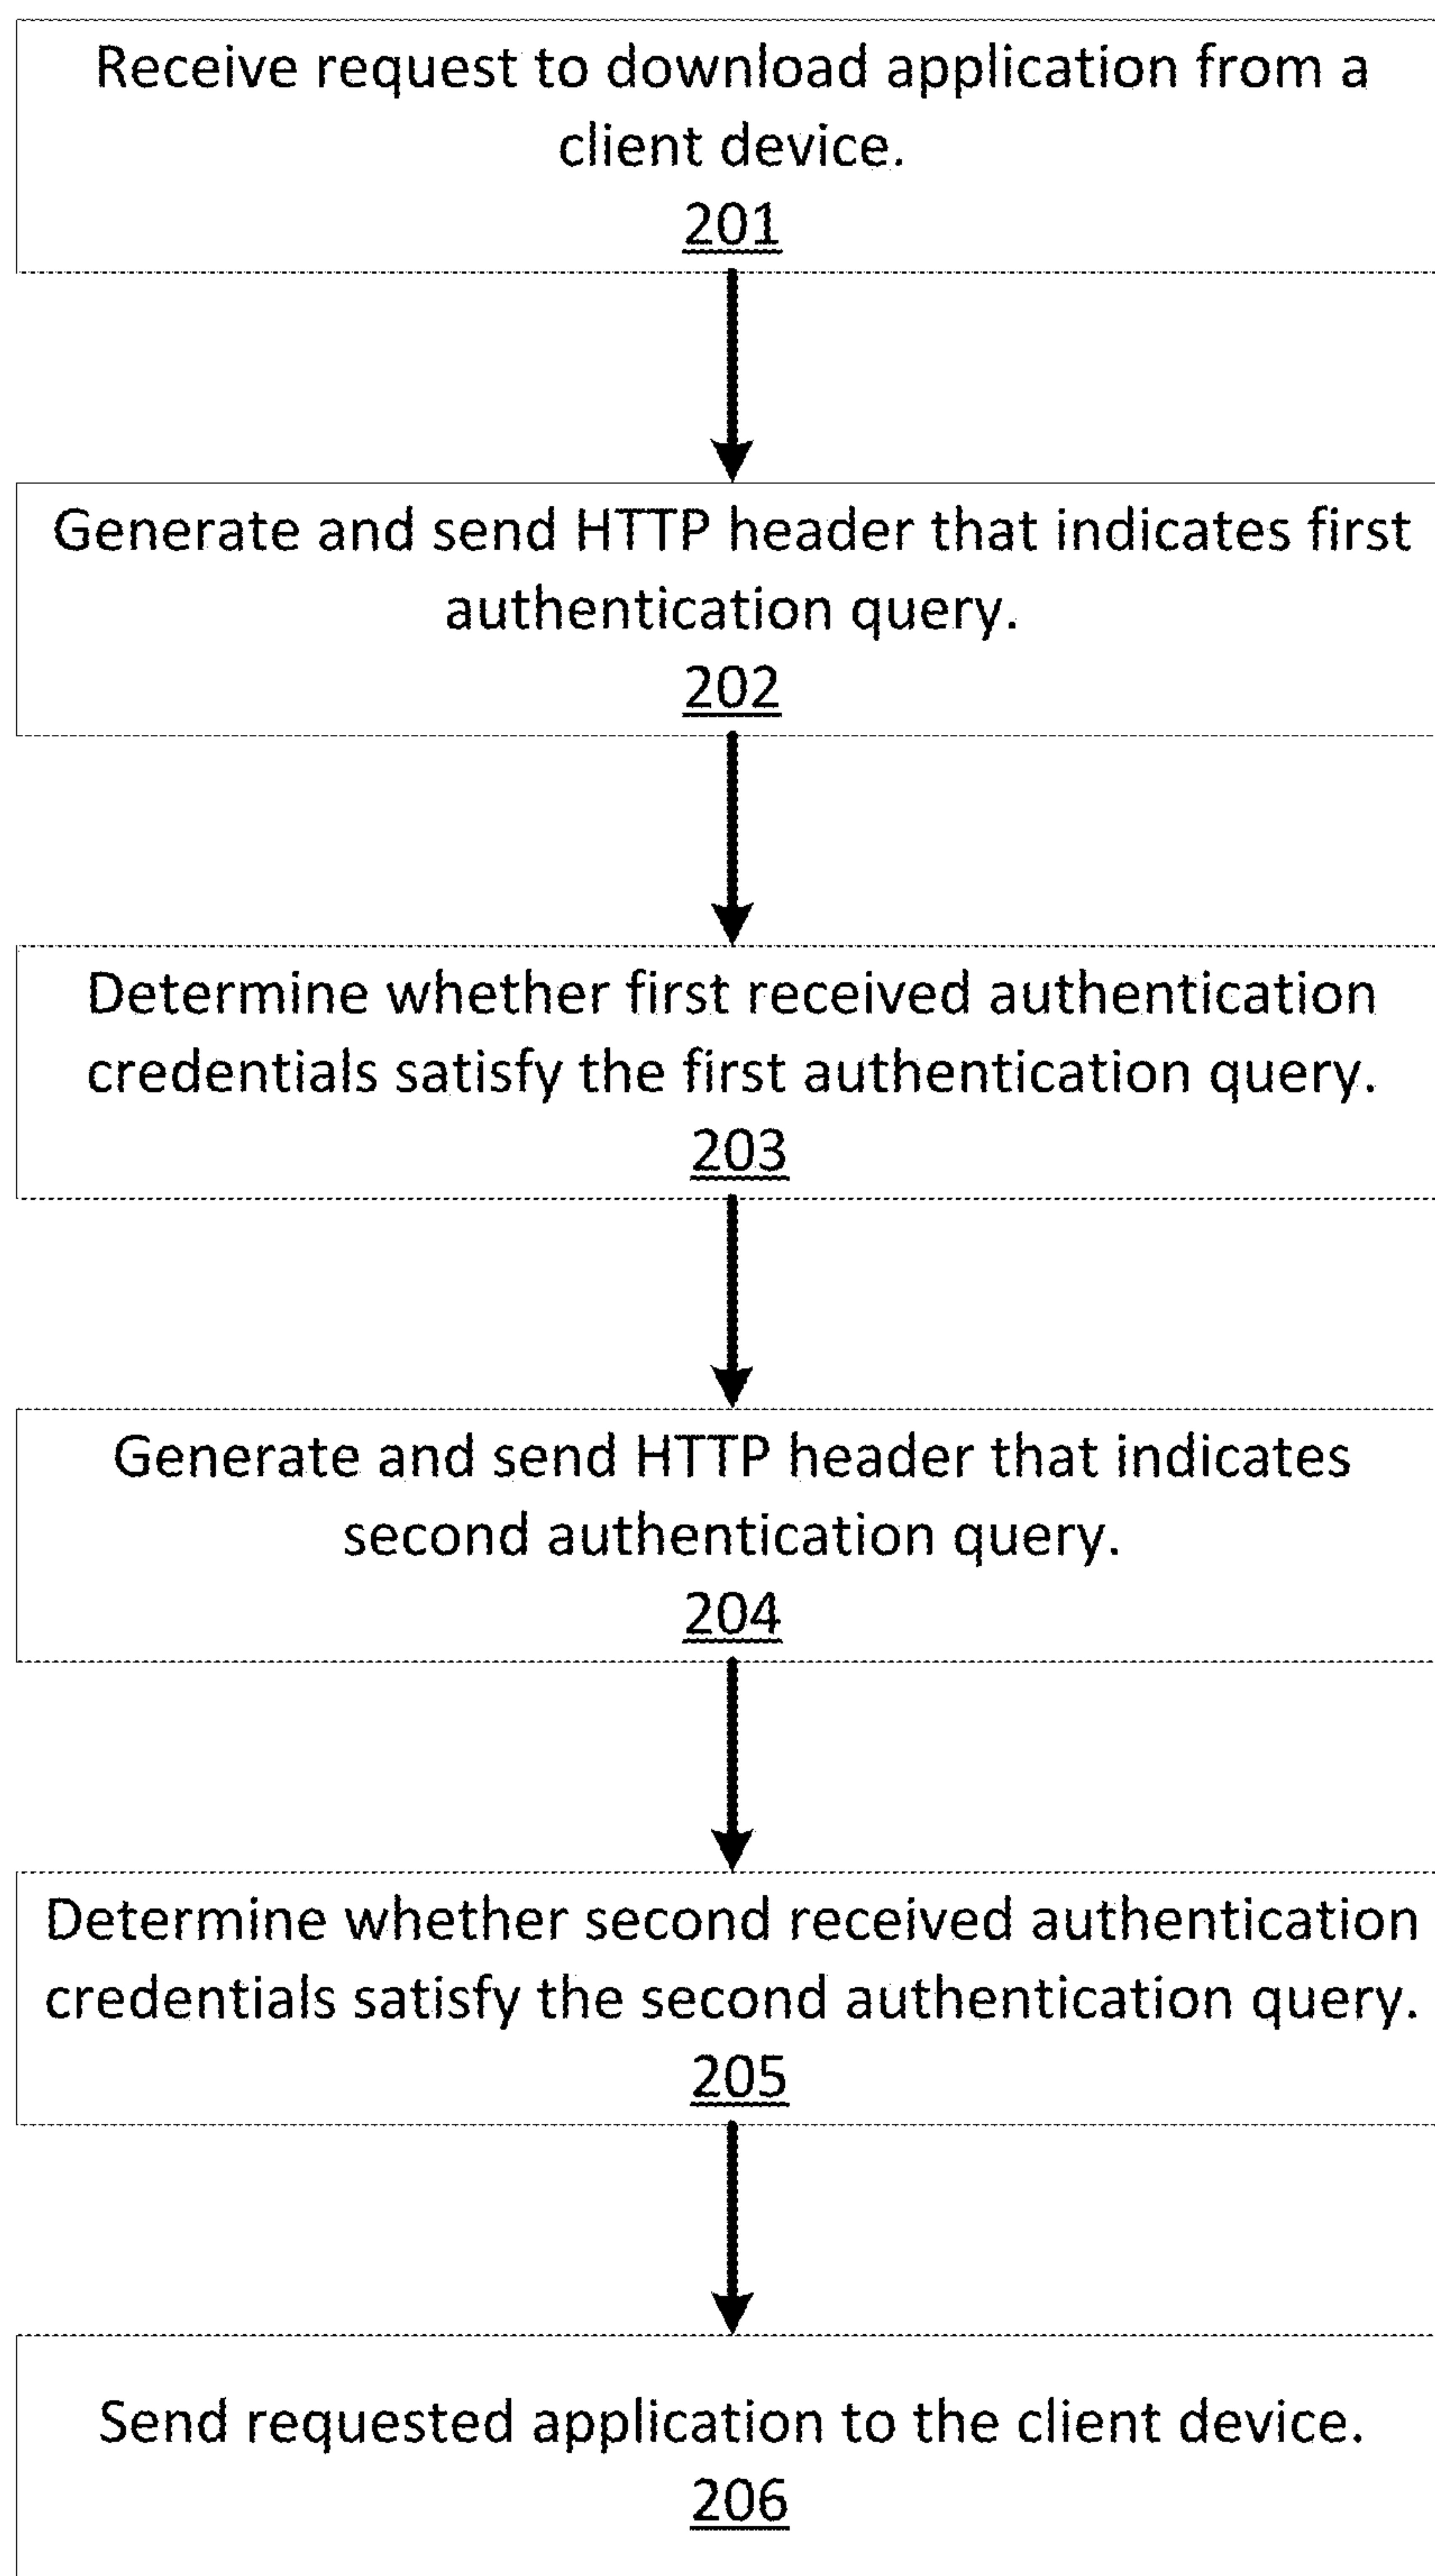 Receive request to download application from a
client device.
201
Generate and send HTTP header that indicates first
authentication query.
202
Determine whether first received authentication
credentials satisfy the first authentication query.
203
Generate and send HTTP header that indicates
second authentication query.
204
Determine whether second received authentication
credentials satisfy the second authentication query.
205
Send requested application to the client device.
206